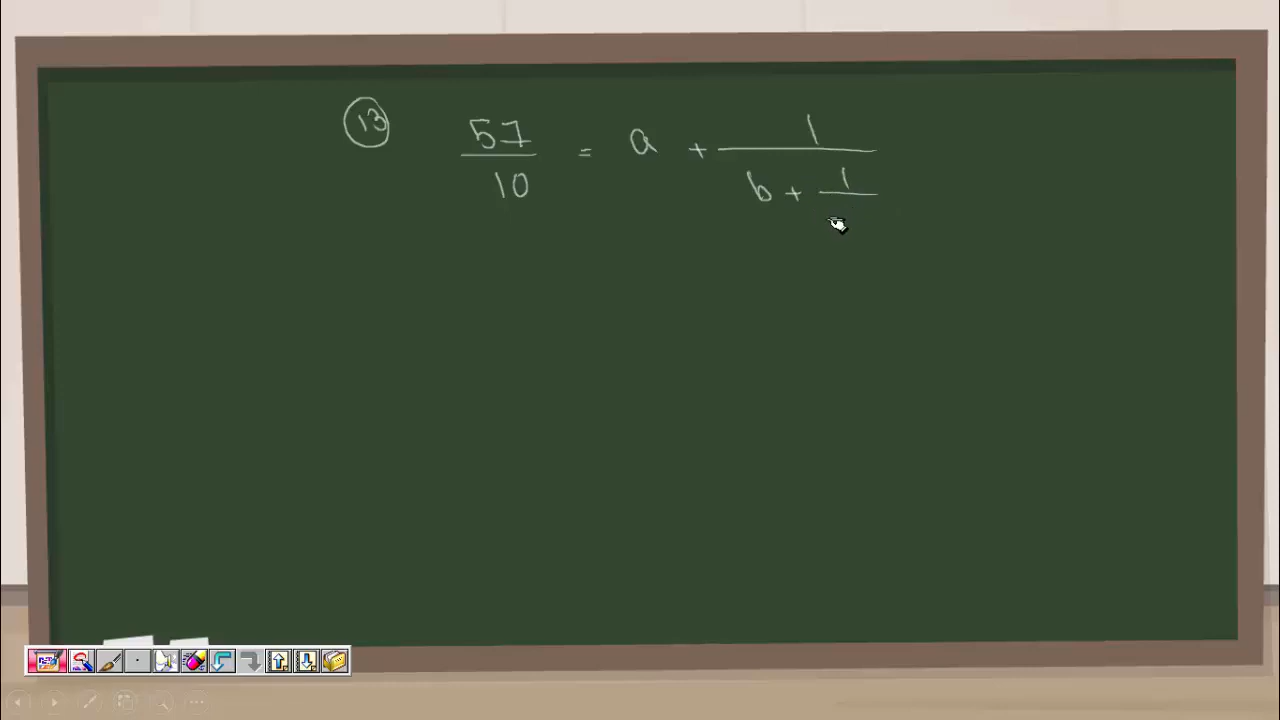 13 57/10 = a + 1/(b + 1/